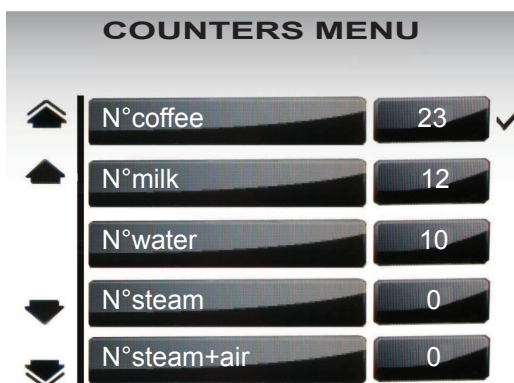 COUNTERS MENU
N°coffee 23
N°milk 12
N°water 10
N°steam 0
N°steam+air 0